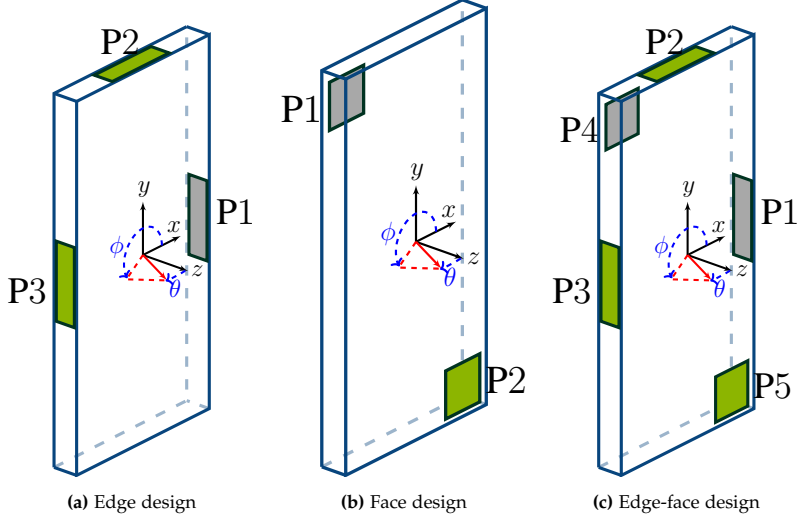 P2
y
x
P1
ϕ
z
θ
P3
(a) Edge design
P1
y
x
ϕ
z
θ
P2
(b) Face design
P2
P4
y
x
P1
ϕ
z
θ
P3
P5
(c) Edge-face design